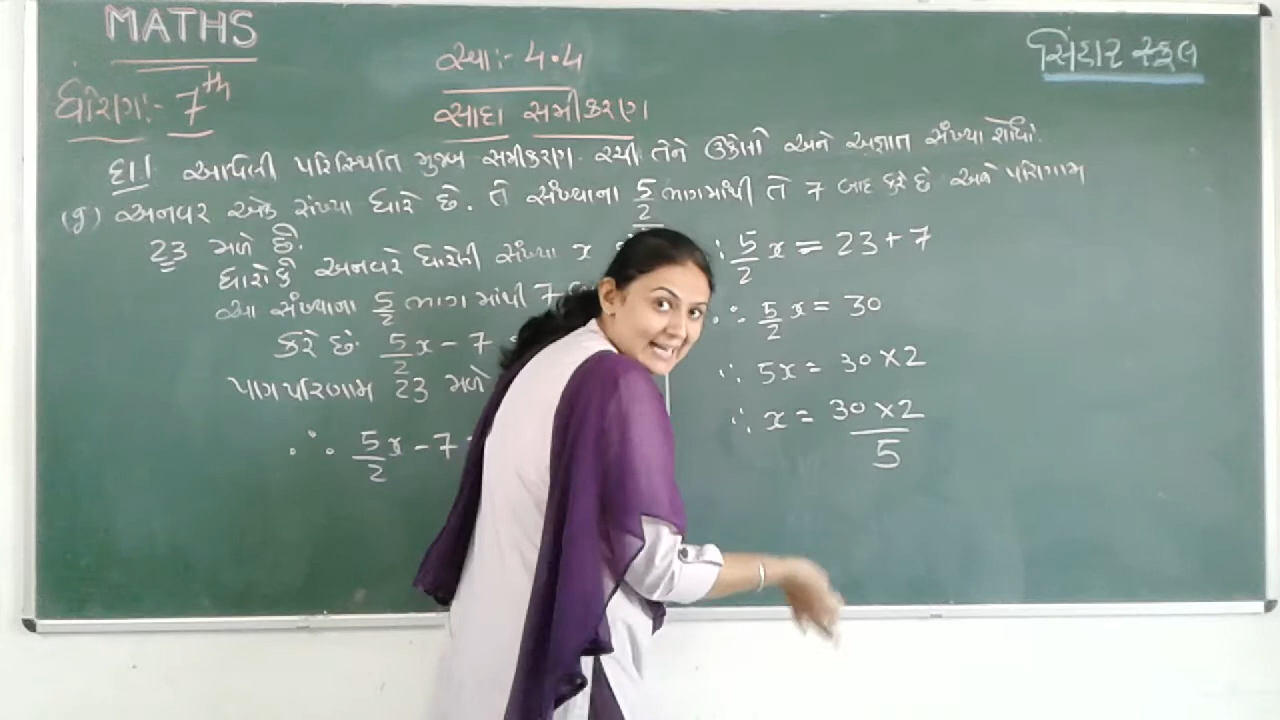 MATHS
ધોરણ:- 7th
સ્વા:- 4.4
સાદા સમીકરણ
સિંહાર સ્કૂલ
દા.1 આપેલી પરિસ્થિતિ મુજબ સમીકરણ રચી તેને ઉકેલો અને અજ્ઞાત સંખ્યા શોધો.
અનવર એક સંખ્યા ધારે છે. તે સંખ્યાના 5/2 ભાગમાંથી તે 7 બાદ કરે છે અને પરિણામ
23 મળે છે.
ધારોકે અનવરે ધારેલી સંખ્યા x
આ સંખ્યાના 5/2 ભાગ માંથી 7
કરે છે. 5/2 x - 7
પાગ પરિણામ 23 મળે
∴ 5/2 x - 7
∴ 5/2 x = 23 + 7
∴ 5/2 x = 30
∴ 5x = 30 × 2
∴ x = 30 × 2 / 5